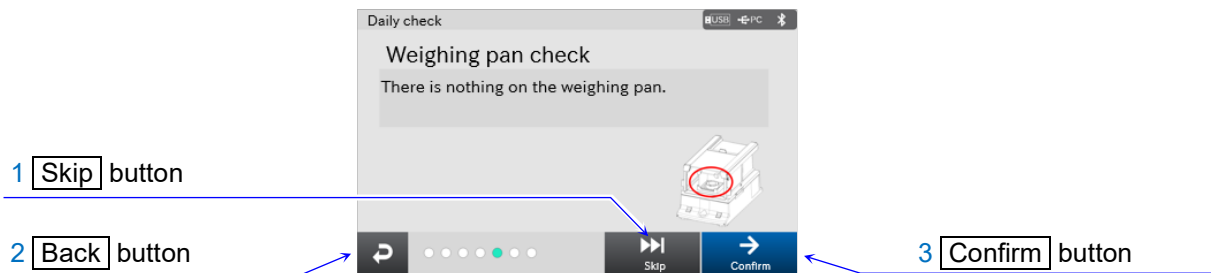 Daily check
USB PC
Weighing pan check
There is nothing on the weighing pan.
1 Skip button
2 Back button
Skip
Confirm
3 Confirm button